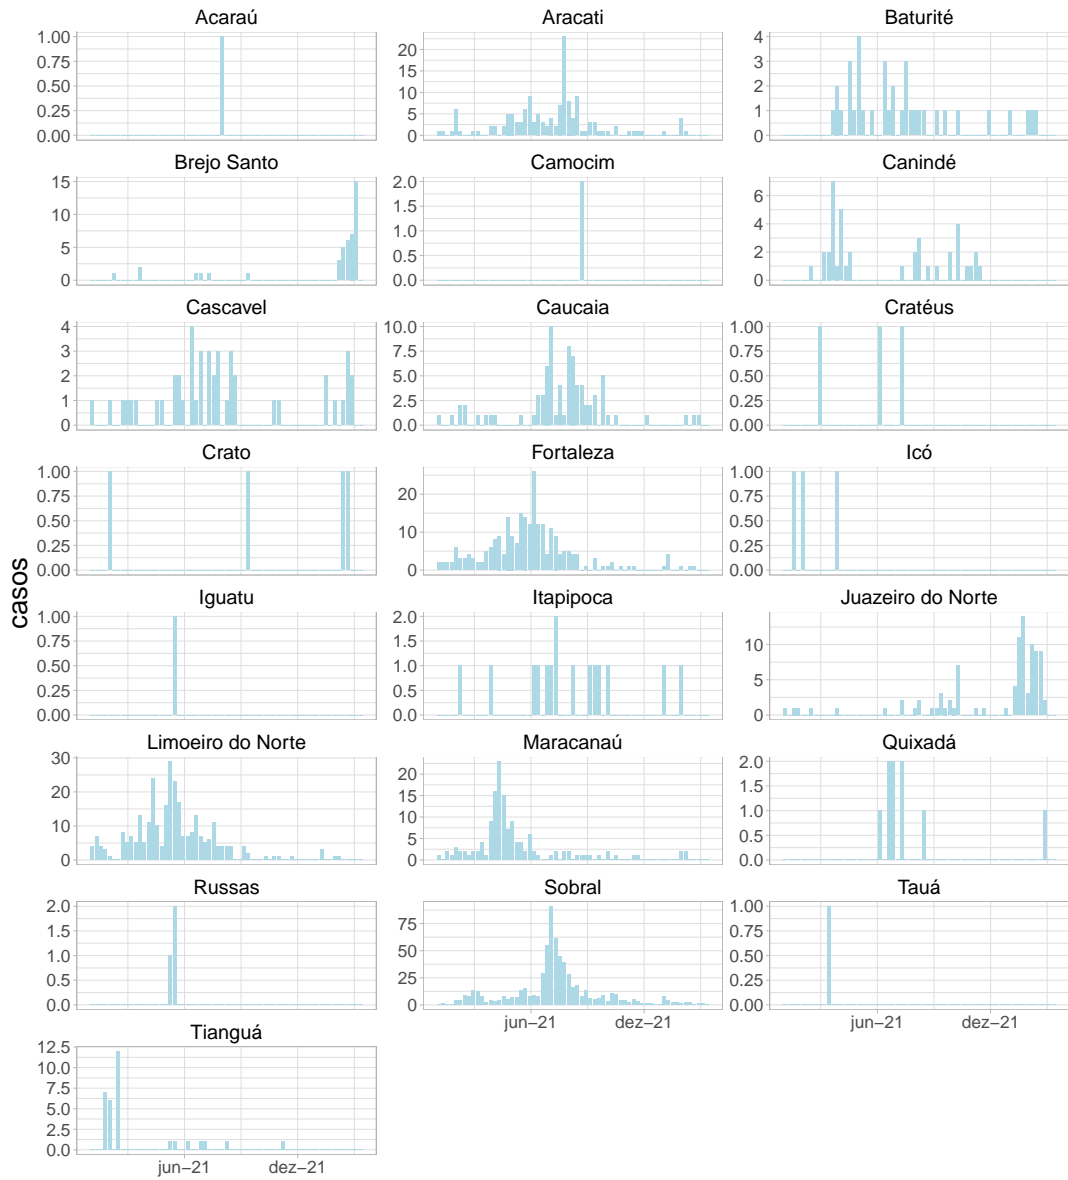 Acaraú Aracati Baturité
1.00 0.75 0.50 0.25 0.00
20 15 10 5 0
4 3 2 1 0
Brejo Santo Camocim Canindé
15 10 5 0
2.0 1.5 1.0 0.5 0.0
6 4 2 0
Cascavel Caucaia Cratéus
4 3 2 1 0
10.0 7.5 5.0 2.5 0.0
1.00 0.75 0.50 0.25 0.00
Crato Fortaleza Icó
1.00 0.75 0.50 0.25 0.00
20 10 0
1.00 0.75 0.50 0.25 0.00
casos
Iguatu Itapipoca Juazeiro do Norte
1.00 0.75 0.50 0.25 0.00
2.0 1.5 1.0 0.5 0.0
10 5 0
Limoeiro do Norte Maracanaú Quixadá
30 20 10 0
20 15 10 5 0
2.0 1.5 1.0 0.5 0.0
Russas Sobral Tauá
2.0 1.5 1.0 0.5 0.0
75 50 25 0
1.00 0.75 0.50 0.25 0.00
jun−21 dez−21 jun−21 dez−21
Tianguá
12.5 10.0 7.5 5.0 2.5 0.0
jun−21 dez−21